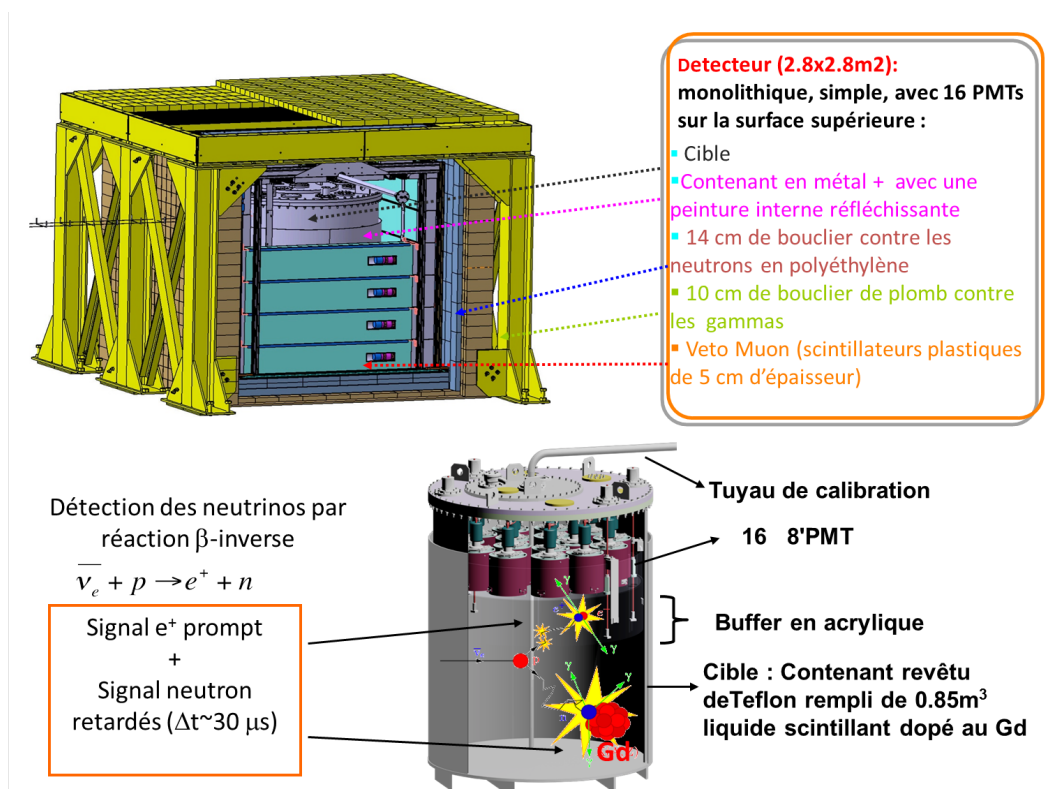 Detecteur (2.8x2.8m2):
monolithique, simple, avec 16 PMTs
sur la surface supérieure :
▪ Cible
▪Contenant en métal + avec une
peinture interne réfléchissante
▪ 14 cm de bouclier contre les
neutrons en polyéthylène
▪ 10 cm de bouclier de plomb contre
les gammas
▪ Veto Muon (scintillateurs plastiques
de 5 cm d'épaisseur)
Détection des neutrinos par
réaction β-inverse
ν̅ₑ + p → e⁺ + n
Signal e⁺ prompt
+
Signal neutron
retardés (Δt~30 μs)
Tuyau de calibration
16 8'PMT
Buffer en acrylique
Cible : Contenant revêtu
deTeflon rempli de 0.85m³
liquide scintillant dopé au Gd
γ
γ
γ
γ
γ
Gd